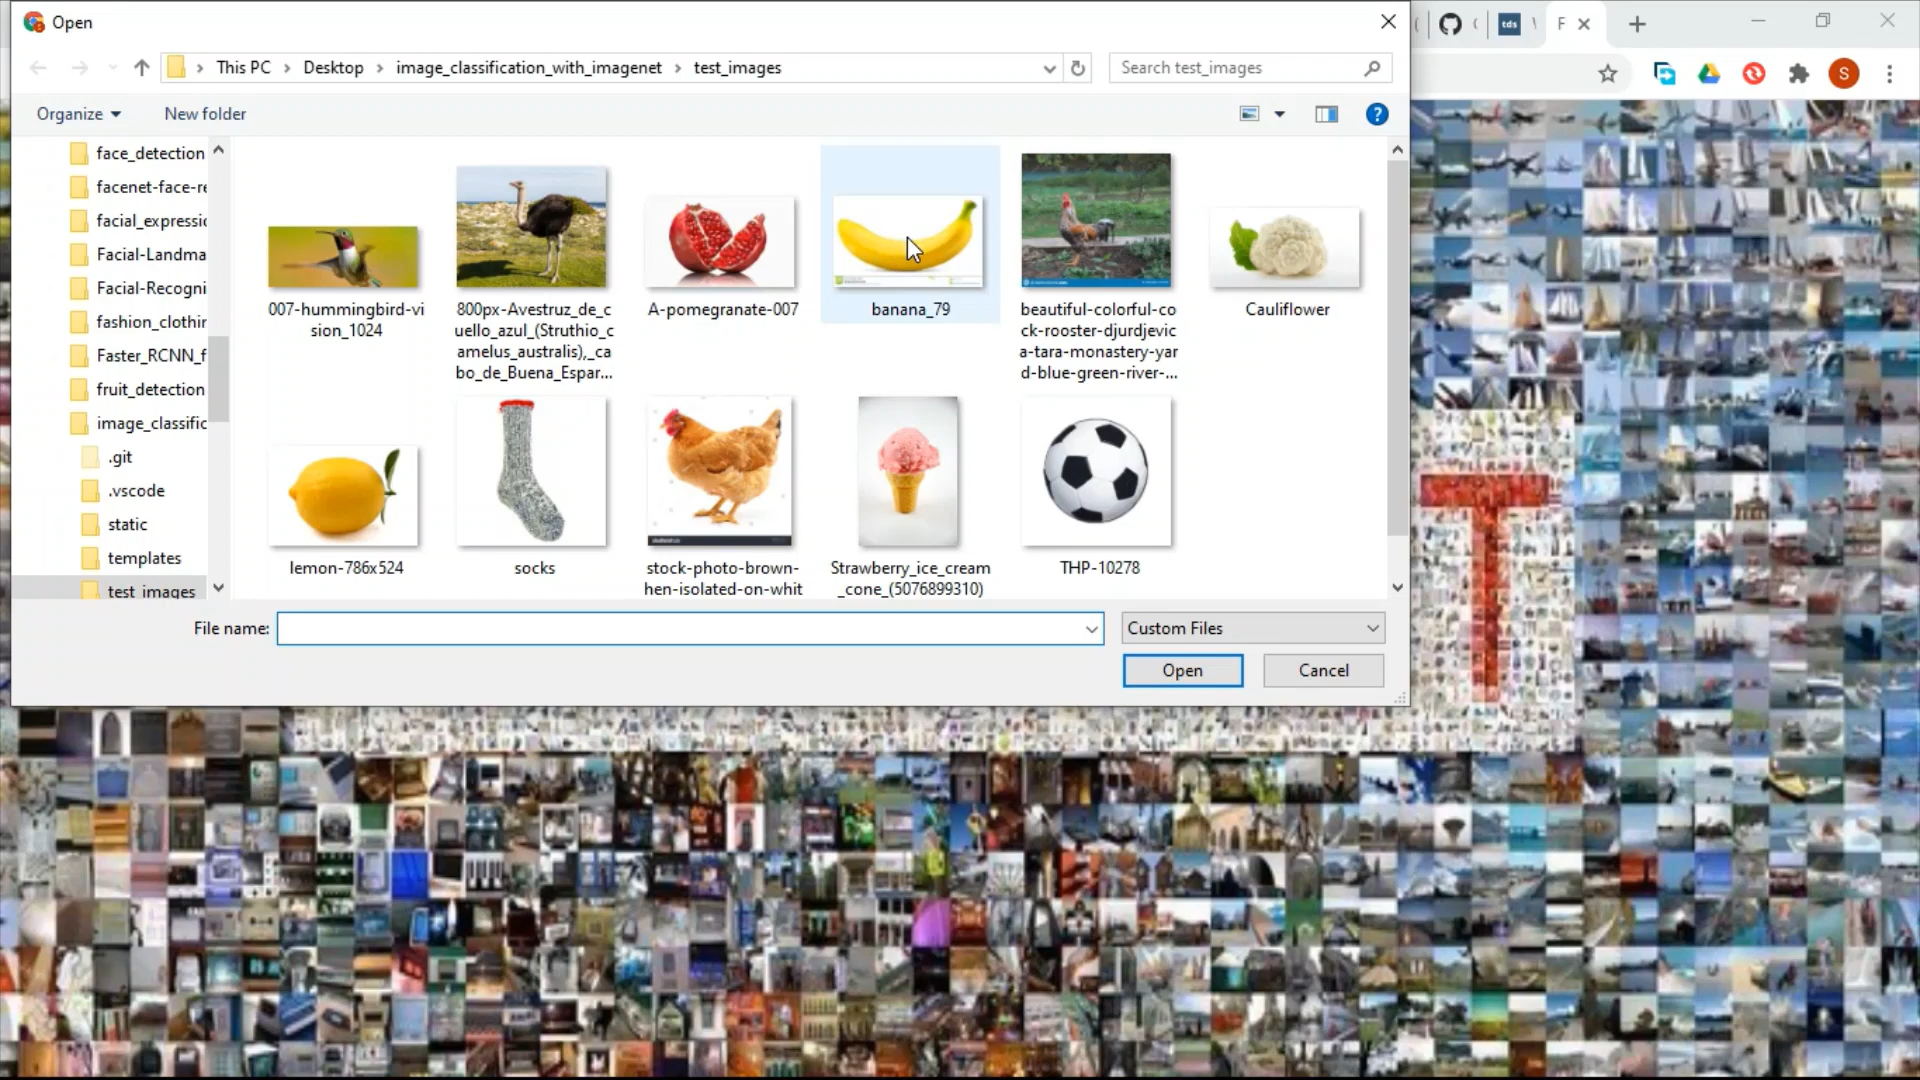 Open
F
tds
This PC
Desktop
image_classification_with_imagenet
test_images
Search test_images
S
Organize
New folder
?
face_detection
facenet-face-re
facial_expressic
Facial-Landma
Facial-Recogni
fashion_clothir
Faster_RCNN_f
fruit_detection
image_classific
.git
.vscode
static
templates
test_images
007-hummingbird-vi
sion_1024
800px-Avestruz_de_c
uello_azul_(Struthio_c
amelus_australis),_ca
bo_de_Buena_Espar...
A-pomegranate-007
banana_79
beautiful-colorful-co
ck-rooster-djurdjevic
a-tara-monastery-yar
d-blue-green-river-...
Cauliflower
lemon-786x524
socks
stock-photo-brown-
hen-isolated-on-whit
Strawberry_ice_cream
_cone_(5076899310)
THP-10278
File name:
Custom Files
Open
Cancel
T